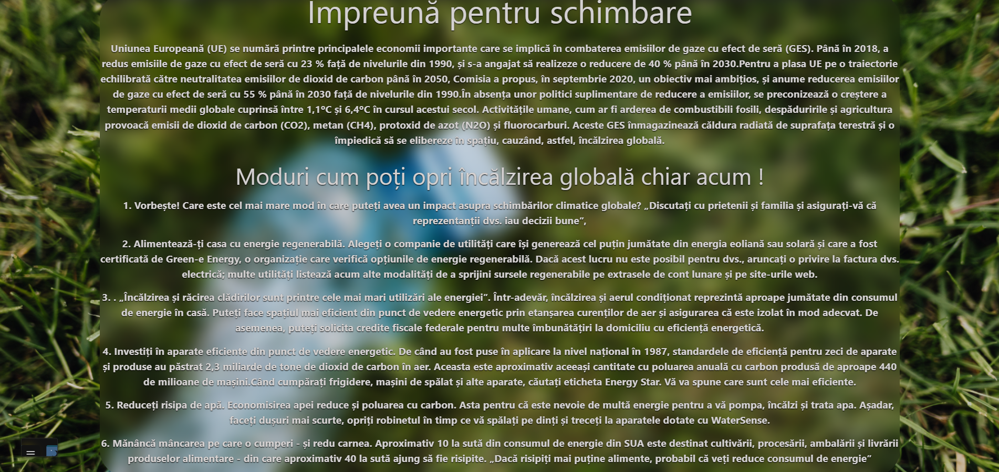 Împreună pentru schimbare
Uniunea Europeană (UE) se numără printre principalele economii importante care se implică în combaterea emisiilor de gaze cu efect de seră (GES). Până în 2018, a
redus emisiile de gaze cu efect de seră cu 23 % față de nivelurile din 1990, și s-a angajat să realizeze o reducere de 40 % până în 2030.Pentru a plasa UE pe o traiectorie
echilibrată către neutralitatea emisiilor de dioxid de carbon până în 2050, Comisia a propus, în septembrie 2020, un obiectiv mai ambițios, și anume reducerea emisiilor
de gaze cu efect de seră cu 55 % până în 2030 față de nivelurile din 1990.În absența unor politici suplimentare de reducere a emisiilor, se preconizează o creștere a
temperaturii medii globale cuprinsă între 1,1ºC și 6,4ºC în cursul acestui secol. Activitățile umane, cum ar fi arderea de combustibili fosili, despăduririle și agricultura
provoacă emisii de dioxid de carbon (CO2), metan (CH4), protoxid de azot (N2O) și fluorocarburi. Aceste GES înmagazinează căldura radiată de suprafața terestră și o
împiedică să se elibereze în spațiu, cauzând, astfel, încălzirea globală.
Moduri cum poți opri încălzirea globală chiar acum !
1. Vorbește! Care este cel mai mare mod în care puteți avea un impact asupra schimbărilor climatice globale? „Discutați cu prietenii și familia și asigurați-vă că
reprezentanții dvs. iau decizii bune”,
2. Alimentează-ți casa cu energie regenerabilă. Alegeți o companie de utilități care își generează cel puțin jumătate din energia eoliană sau solară și care a fost
certificată de Green-e Energy, o organizație care verifică opțiunile de energie regenerabilă. Dacă acest lucru nu este posibil pentru dvs., aruncați o privire la factura dvs.
electrică; multe utilități listează acum alte modalități de a sprijini sursele regenerabile pe extrasele de cont lunare și pe site-urile web.
3. . „Încălzirea și răcirea clădirilor sunt printre cele mai mari utilizări ale energiei”. Într-adevăr, încălzirea și aerul condiționat reprezintă aproape jumătate din consumul
de energie în casă. Puteți face spațiul mai eficient din punct de vedere energetic prin etanșarea curenților de aer și asigurarea că este izolat în mod adecvat. De
asemenea, puteți solicita credite fiscale federale pentru multe îmbunătățiri la domiciliu cu eficiență energetică.
4. Investiți în aparate eficiente din punct de vedere energetic. De când au fost puse în aplicare la nivel național în 1987, standardele de eficiență pentru zeci de aparate
și produse au păstrat 2,3 miliarde de tone de dioxid de carbon în aer. Aceasta este aproximativ aceeași cantitate cu poluarea anuală cu carbon produsă de aproape 440
de milioane de mașini.Când cumpărați frigidere, mașini de spălat și alte aparate, căutați eticheta Energy Star. Vă va spune care sunt cele mai eficiente.
5. Reduceți risipa de apă. Economisirea apei reduce și poluarea cu carbon. Asta pentru că este nevoie de multă energie pentru a vă pompa, încălzi și trata apa. Așadar,
faceți dușuri mai scurte, opriți robinetul în timp ce vă spălați pe dinți și treceți la aparatele dotate cu WaterSense.
6. Mănâncă mâncarea pe care o cumperi - și redu carnea. Aproximativ 10 la sută din consumul de energie din SUA este destinat cultivării, procesării, ambalării și livrării
produselor alimentare - din care aproximativ 40 la sută ajung să fie risipite. „Dacă risipiți mai puține alimente, probabil că veți reduce consumul de energie”